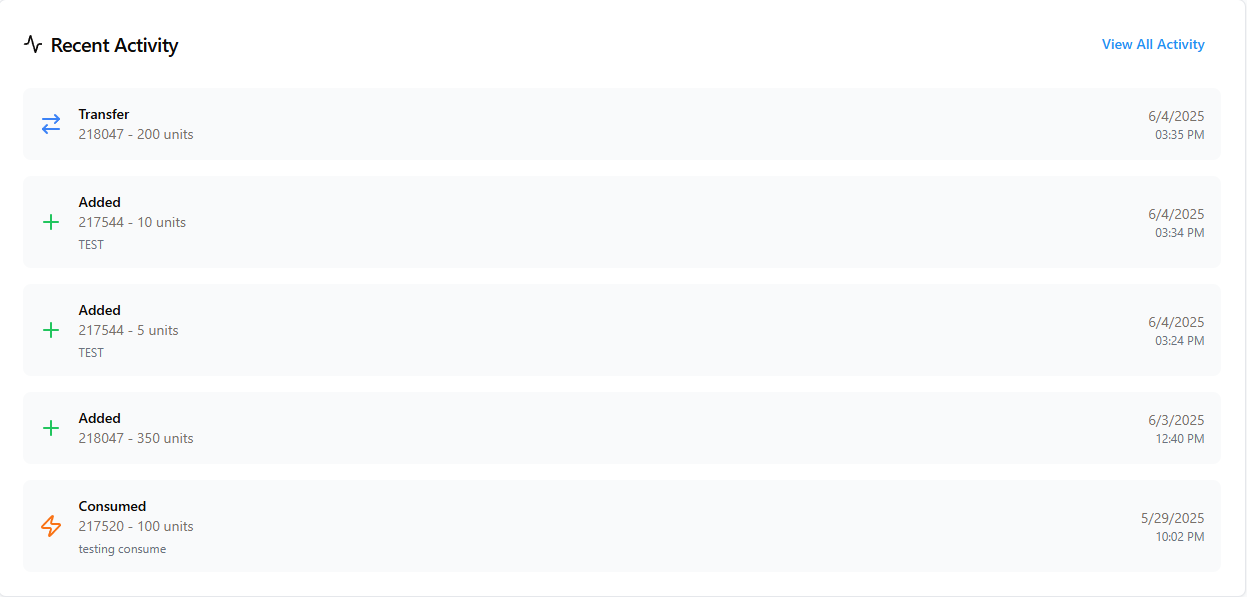 Recent Activity
View All Activity
Transfer
218047 - 200 units
6/4/2025
03:35 PM
Added
217544 - 10 units
TEST
6/4/2025
03:34 PM
Added
217544 - 5 units
TEST
6/4/2025
03:24 PM
Added
218047 - 350 units
6/3/2025
12:40 PM
Consumed
217520 - 100 units
testing consume
5/29/2025
10:02 PM